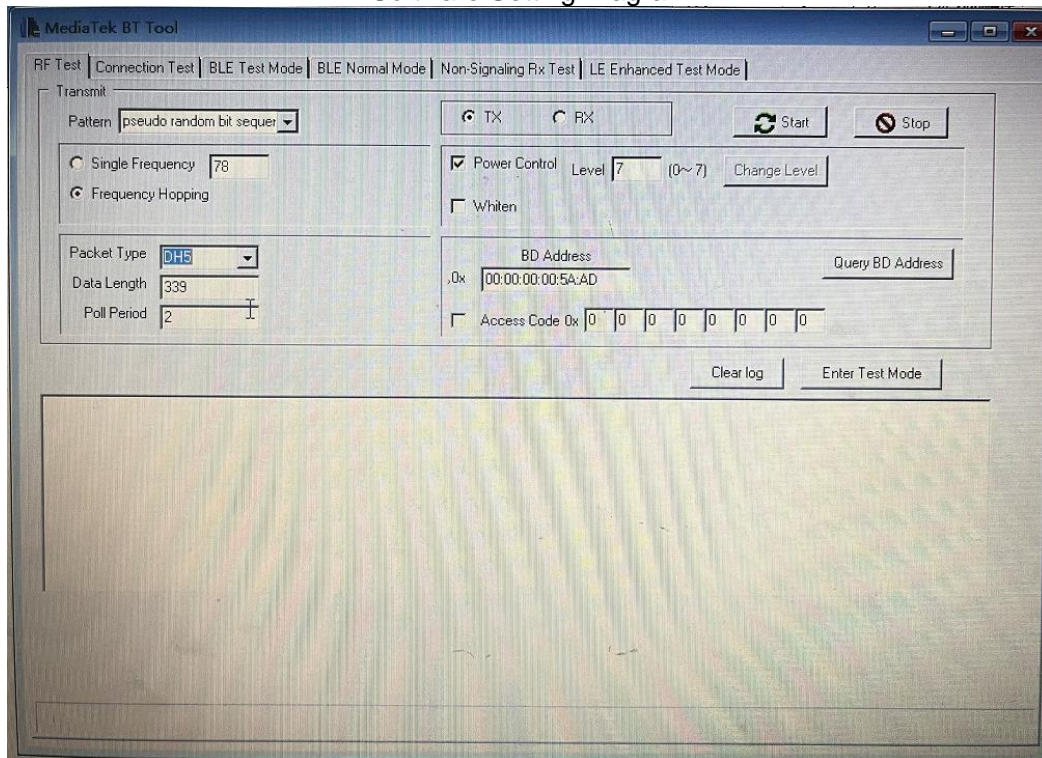 MediaTek BT Tool
RF Test Connection Test BLE Test Mode BLE Normal Mode Non-Signaling Rx Test LE Enhanced Test Mode
Transmit
Pattern pseudo random bit sequer TX RX Start Stop
Single Frequency 78 Power Control Level 7 (0~7) Change Level
Frequency Hopping Whiten
Packet Type DH5 BD Address Query BD Address
Data Length 339 ,0x 00:00:00:00:5A:AD
Poll Period 2 Access Code 0x 0 0 0 0 0 0 0 0
Clear log Enter Test Mode